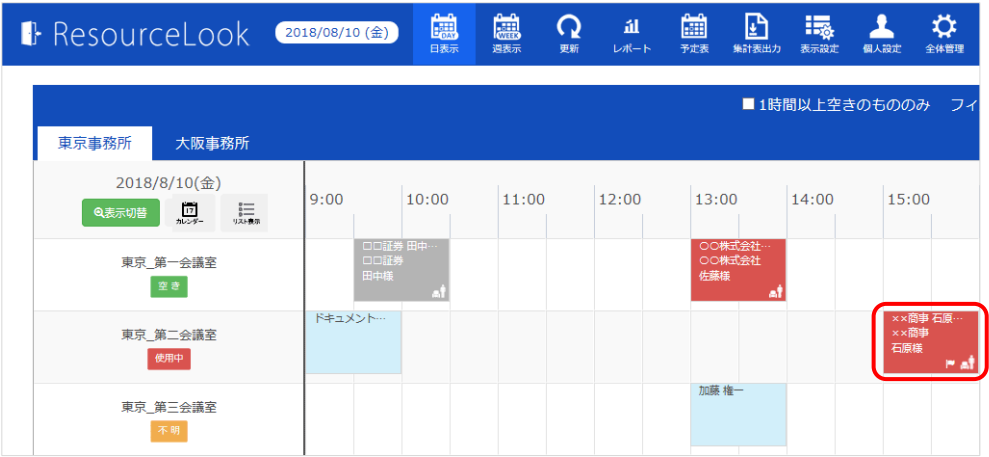 ResourceLook
2018/08/10 (金)
DAY
日表示
WEEK
週表示
更新
レポート
予定表
集計表出力
表示設定
個人設定
全体管理
1時間以上空きのもののみ フィ
東京事務所
大阪事務所
2018/8/10(金)
表示切替
17
カレンダー
リスト表示
9:00
10:00
11:00
12:00
13:00
14:00
15:00
東京_第一会議室
空き
□□証券 田中…
□□証券
田中様
○○株式会社…
○○株式会社
佐藤様
東京_第二会議室
使用中
ドキュメント…
××商事 石原…
××商事
石原様
東京_第三会議室
不明
加藤 権一